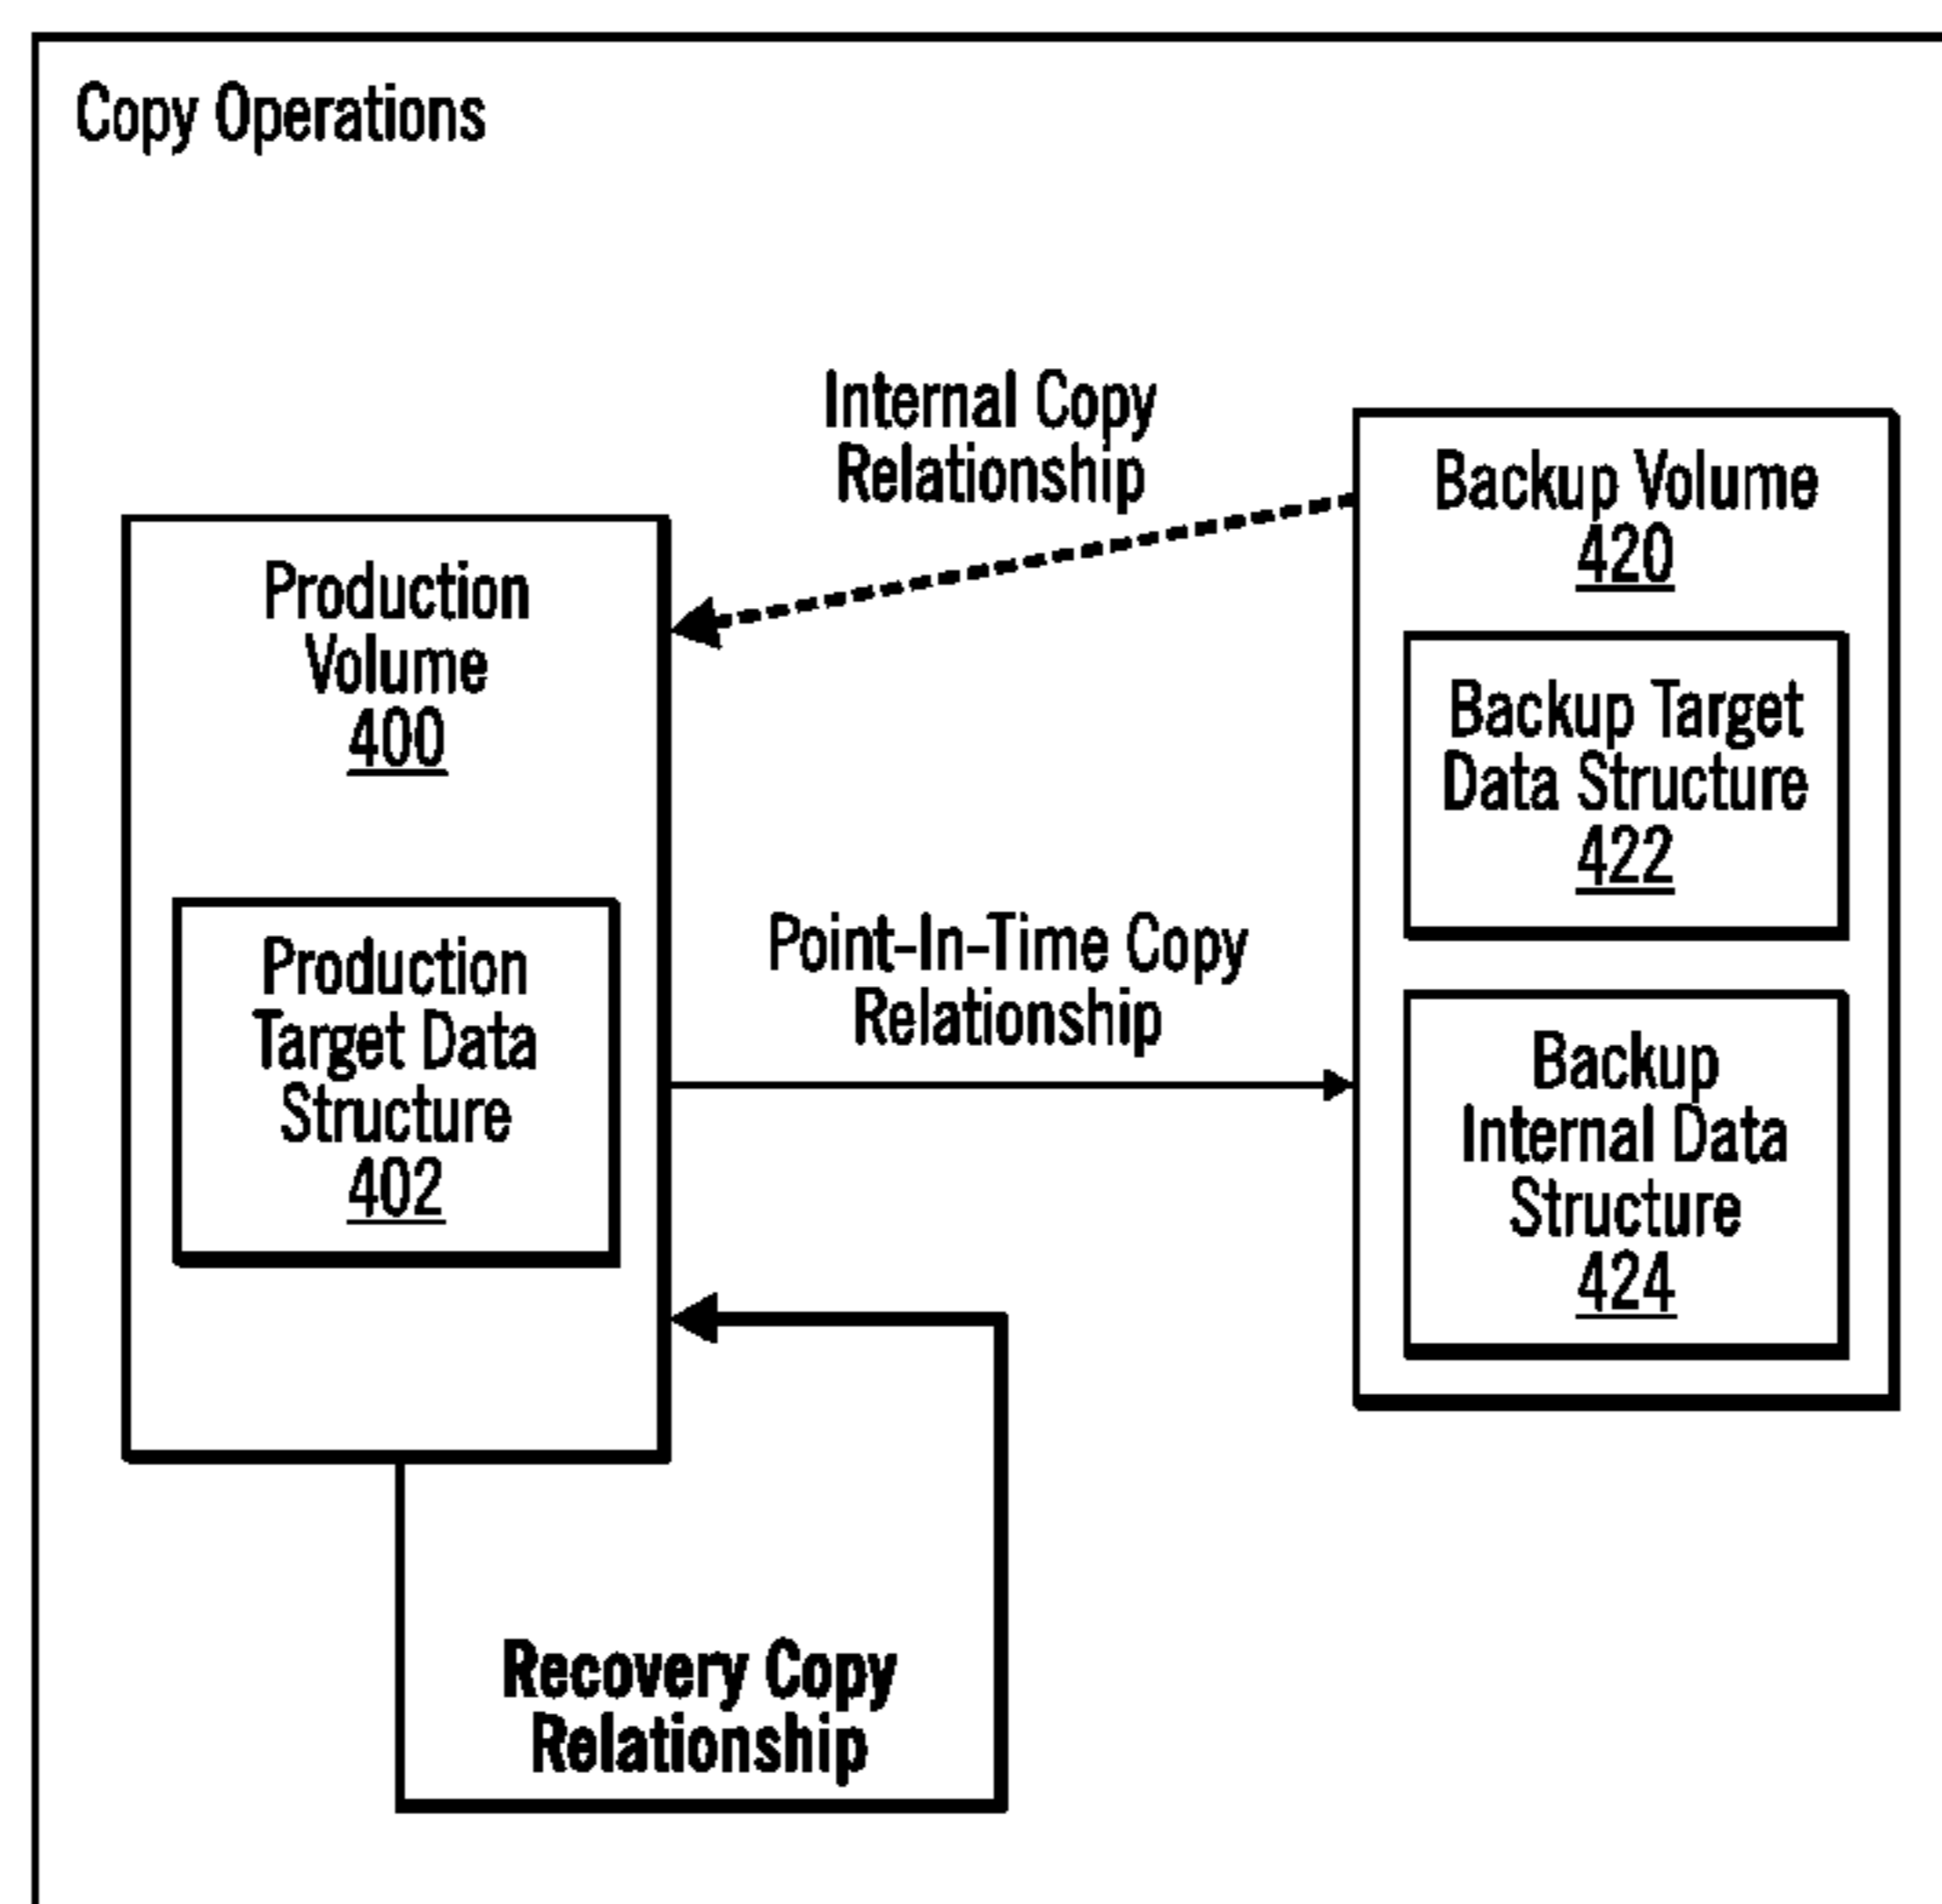 Copy Operations
Internal Copy
Relationship
Production
Volume
400
Production
Target Data
Structure
402
Point-In-Time Copy
Relationship
Backup Volume
420
Backup Target
Data Structure
422
Backup
Internal Data
Structure
424
Recovery Copy
Relationship